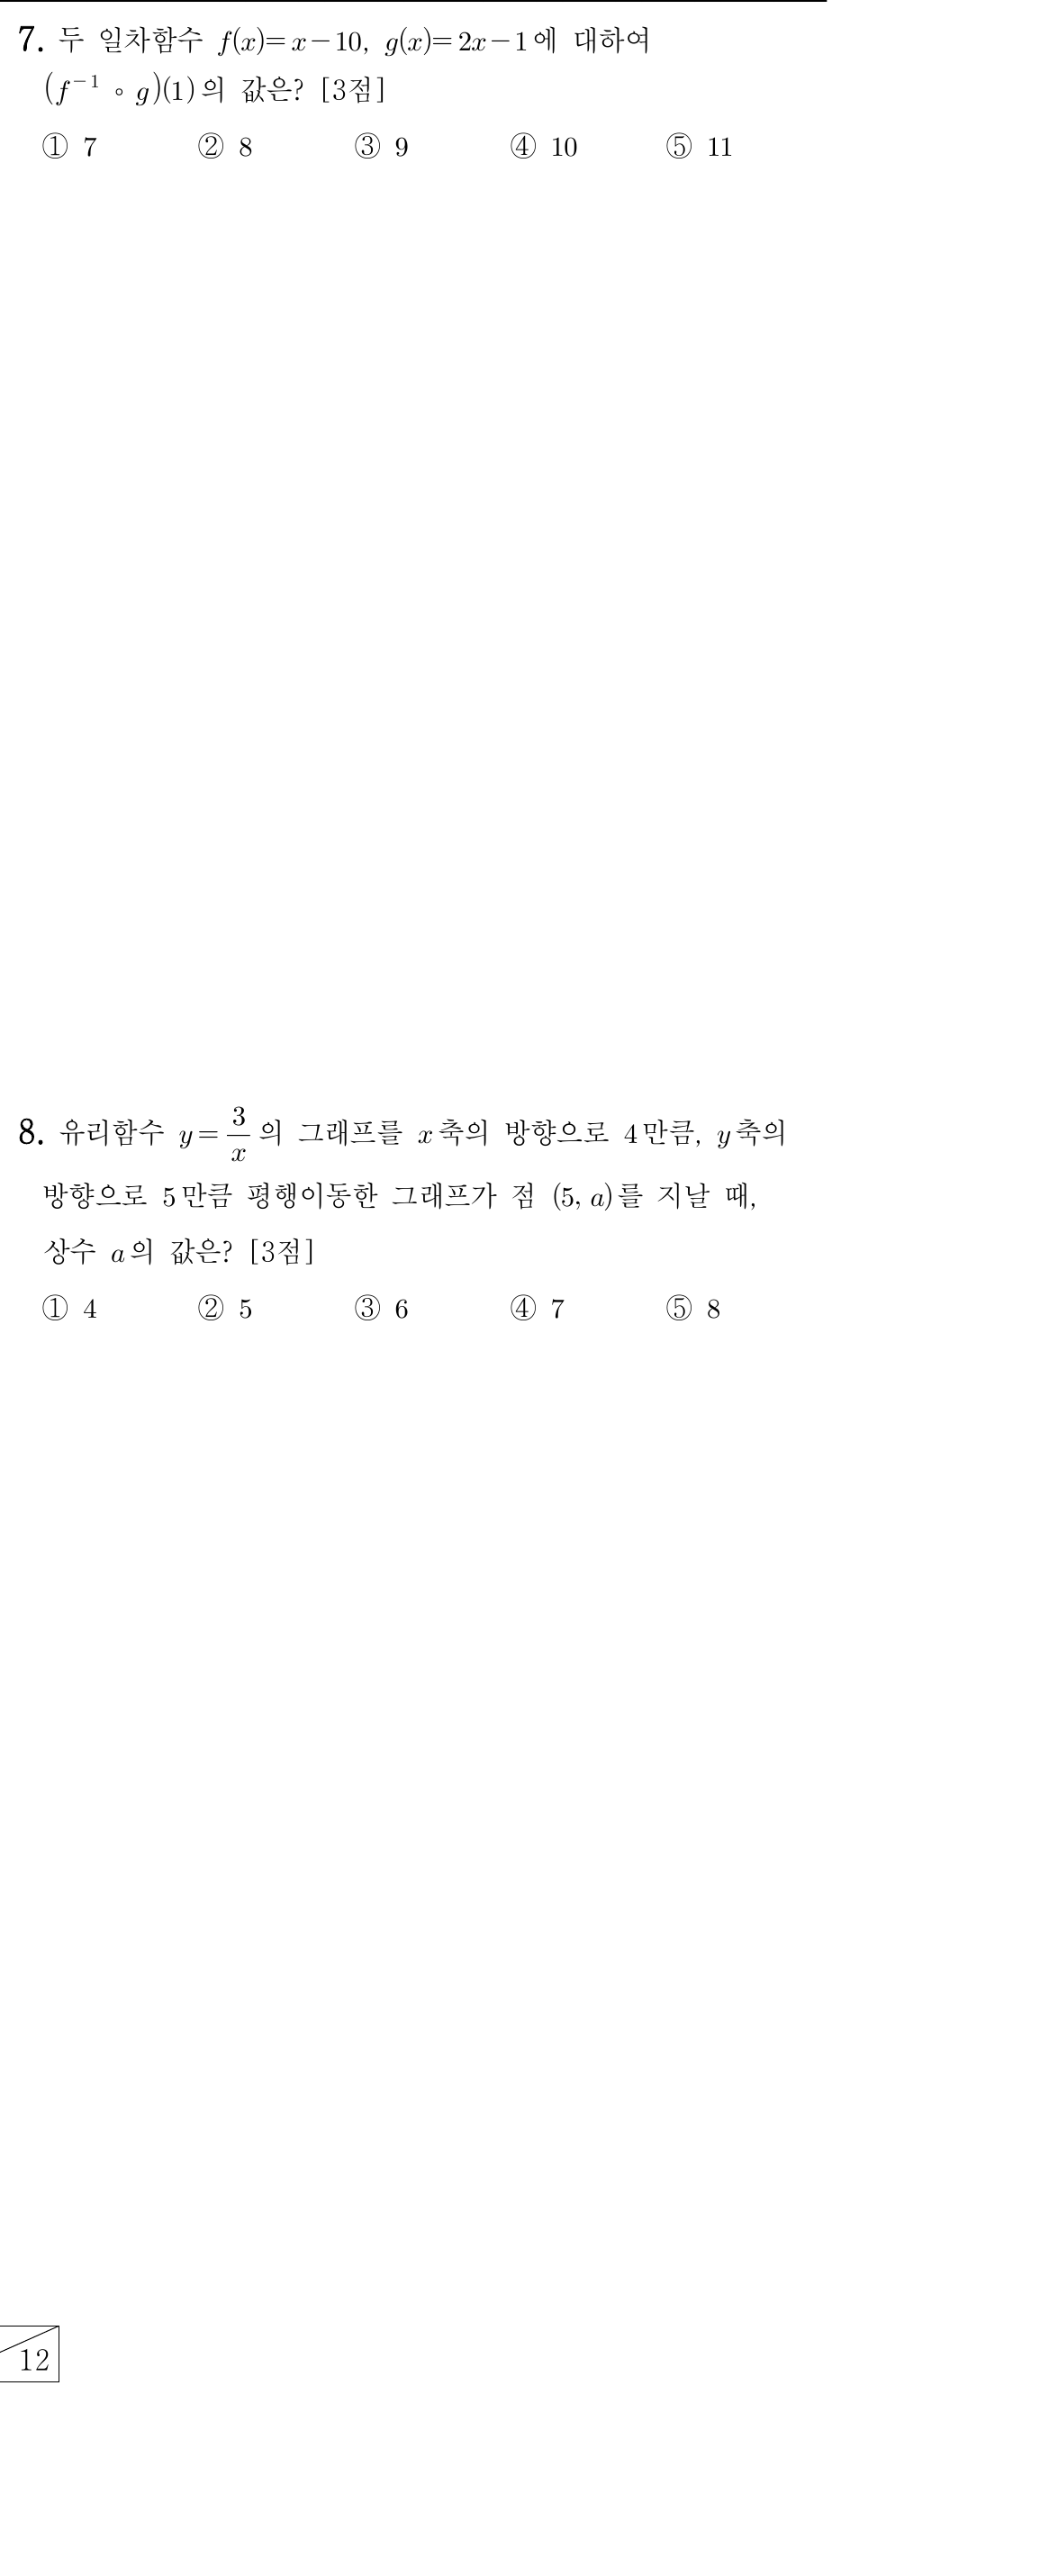 7. 두 일차함수 f(x)=x-10, g(x)=2x-1에 대하여
(f⁻¹ ∘ g)(1)의 값은? [3점]
① 7 ② 8 ③ 9 ④ 10 ⑤ 11
8. 유리함수 y=3/x의 그래프를 x축의 방향으로 4만큼, y축의
방향으로 5만큼 평행이동한 그래프가 점 (5, a)를 지날 때,
상수 a의 값은? [3점]
① 4 ② 5 ③ 6 ④ 7 ⑤ 8
12